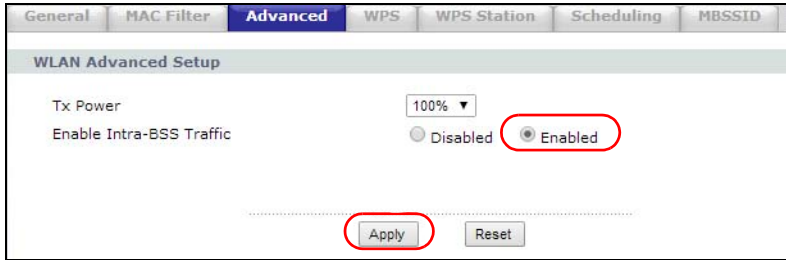 General MAC Filter Advanced WPS WPS Station Scheduling MBSSID
WLAN Advanced Setup
Tx Power 100%
Enable Intra-BSS Traffic Disabled Enabled
Apply Reset